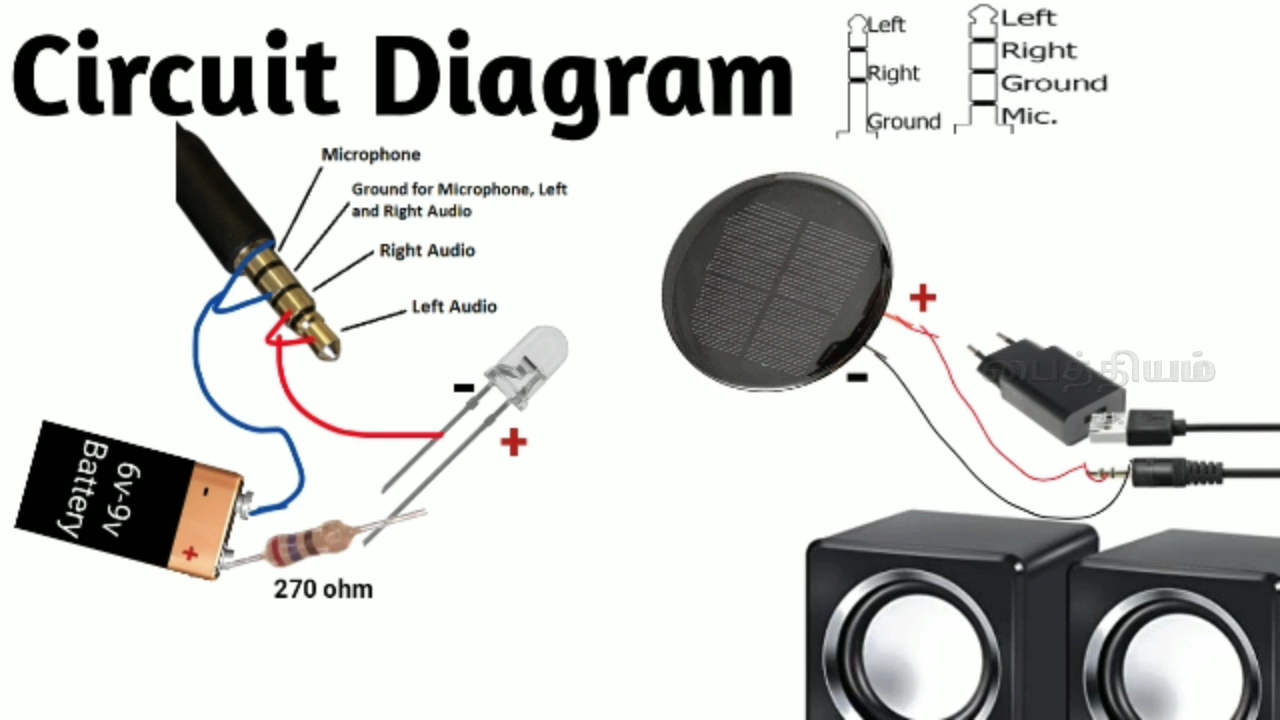 Circuit Diagram
Left
Right
Ground
Left
Right
Ground
Mic.
Microphone
Ground for Microphone, Left
and Right Audio
Right Audio
Left Audio
-
+
6v-9v
Battery
-
+
270 ohm
+
-
பைத்தியம்